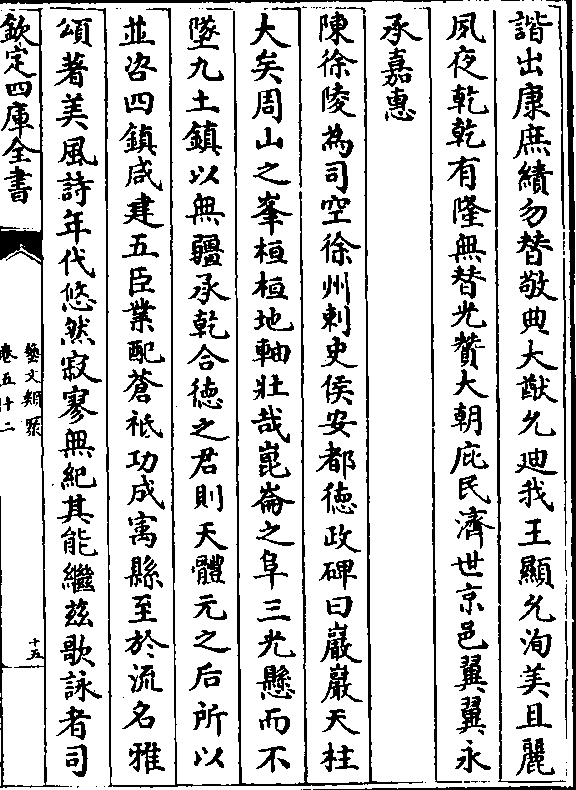 諧出康庶績勿替敬典大猷允迪我王顯允洵美且麗
夙夜乾乾有隆無替光贊大朝庇民濟世京邑翼翼永
承嘉惠
陳徐陵為司空徐州刺史侯安都德政碑曰巖巖天柱
大矣周山之峯桓桓地軸壯哉崑崙之阜三光懸而不
墜九土鎮以無疆承乾合德之君則天體元之后所以
並咨四鎮咸建五臣業配蒼祗功成寓縣至於流名雅
頌著美風詩年代悠然寂寥無紀其能繼兹歌詠者司
欽定四庫全書
藝文類聚
卷五十二
十五